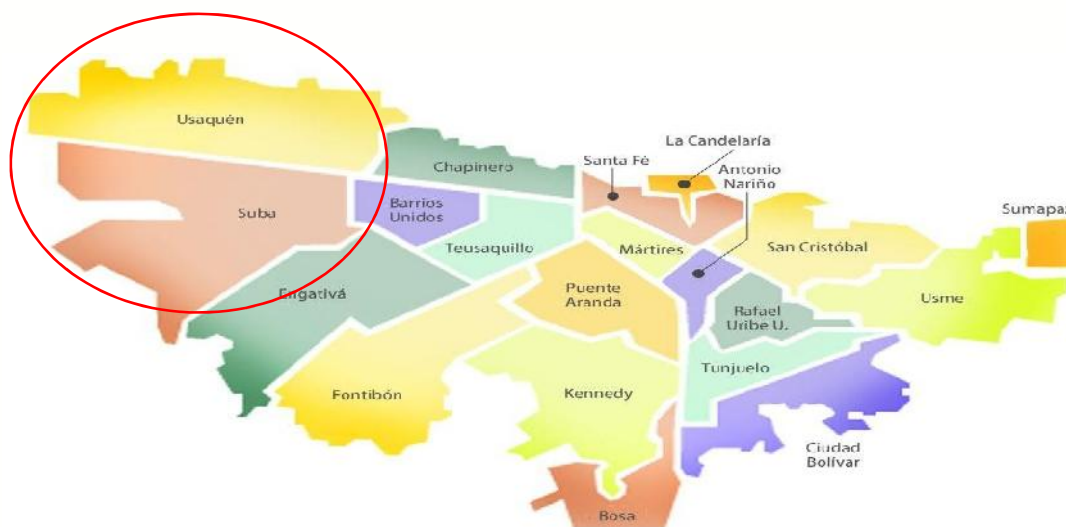 Usaquén
Suba
Chapinero
Barrios
Unidos
Teusaquillo
Engativá
Fontibón
Santa Fé
La Candelaría
Antonio
Nariño
Mártires
Puente
Aranda
Kennedy
Bosa
San Cristóbal
Rafael
Uribe U.
Tunjuelo
Ciudad
Bolívar
Usme
Sumapaz